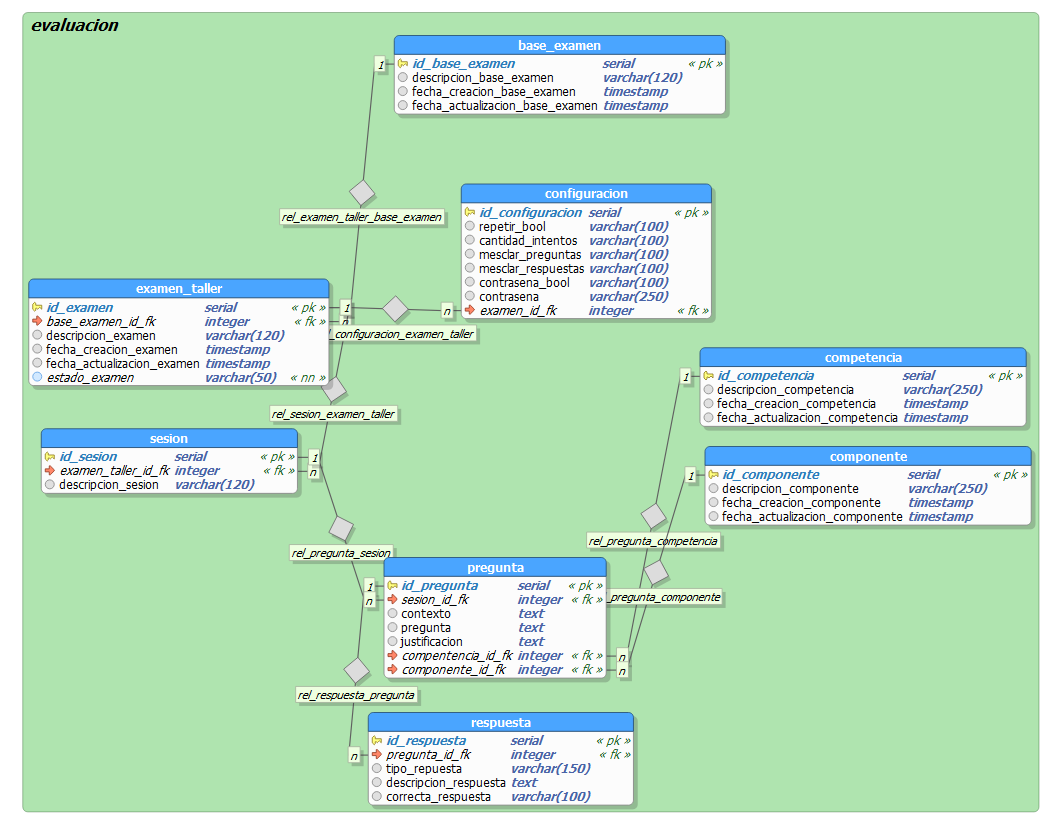 evaluacion
base_examen
id_base_examen serial « pk »
descripcion_base_examen varchar(120)
fecha_creacion_base_examen timestamp
fecha_actualizacion_base_examen timestamp
1
rel_examen_taller_base_examen
configuracion
id_configuracion serial « pk »
repetir_bool varchar(100)
cantidad_intentos varchar(100)
mesclar_preguntas varchar(100)
mesclar_respuestas varchar(100)
contrasena_bool varchar(100)
contrasena varchar(250)
examen_id_fk integer « fk »
examen_taller
id_examen serial « pk »
base_examen_id_fk integer « fk »
descripcion_examen varchar(120)
fecha_creacion_examen timestamp
fecha_actualizacion_examen timestamp
estado_examen varchar(50) « nn »
1
n
n
_configuracion_examen_taller
rel_sesion_examen_taller
competencia
id_competencia serial « pk »
descripcion_competencia varchar(250)
fecha_creacion_competencia timestamp
fecha_actualizacion_competencia timestamp
1
sesion
id_sesion serial « pk »
examen_taller_id_fk integer « fk »
descripcion_sesion varchar(120)
1
n
componente
id_componente serial « pk »
descripcion_componente varchar(250)
fecha_creacion_componente timestamp
fecha_actualizacion_componente timestamp
1
rel_pregunta_competencia
rel_pregunta_sesion
_pregunta_componente
pregunta
id_pregunta serial « pk »
sesion_id_fk integer « fk »
contexto text
pregunta text
justificacion text
compentencia_id_fk integer « fk »
componente_id_fk integer « fk »
1
n
n
n
rel_respuesta_pregunta
respuesta
id_respuesta serial « pk »
pregunta_id_fk integer « fk »
tipo_repuesta varchar(150)
descripcion_respuesta text
correcta_respuesta varchar(100)
n